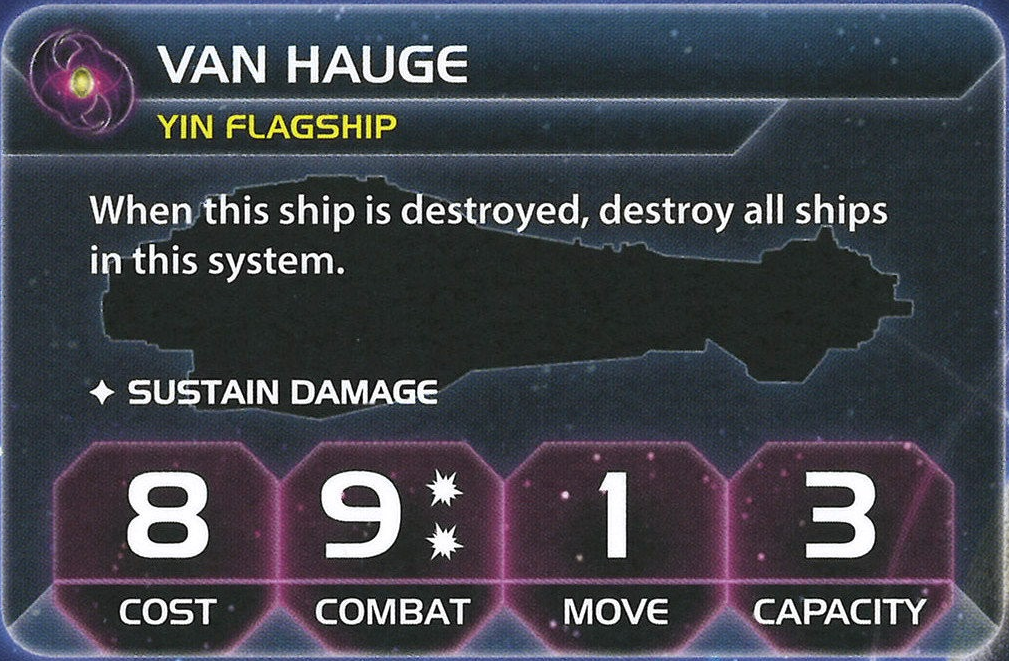 VAN HAUGE
YIN FLAGSHIP
When this ship is destroyed, destroy all ships
in this system.
SUSTAIN DAMAGE
8 9 1 3
COST COMBAT MOVE CAPACITY